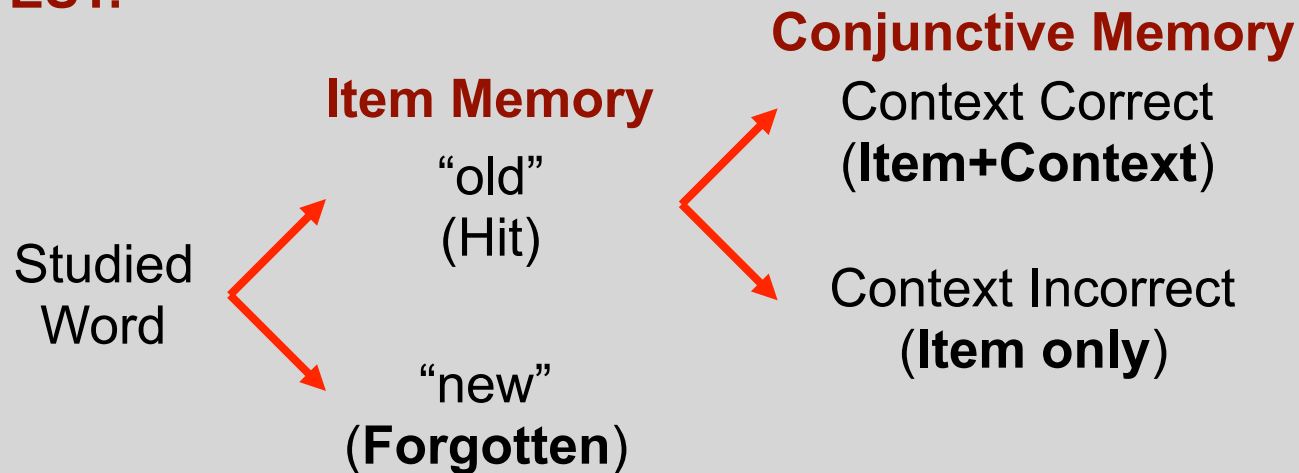 Conjunctive Memory
Item Memory
Context Correct
(Item+Context)
“old”
(Hit)
Studied
Word
Context Incorrect
(Item only)
“new”
(Forgotten)